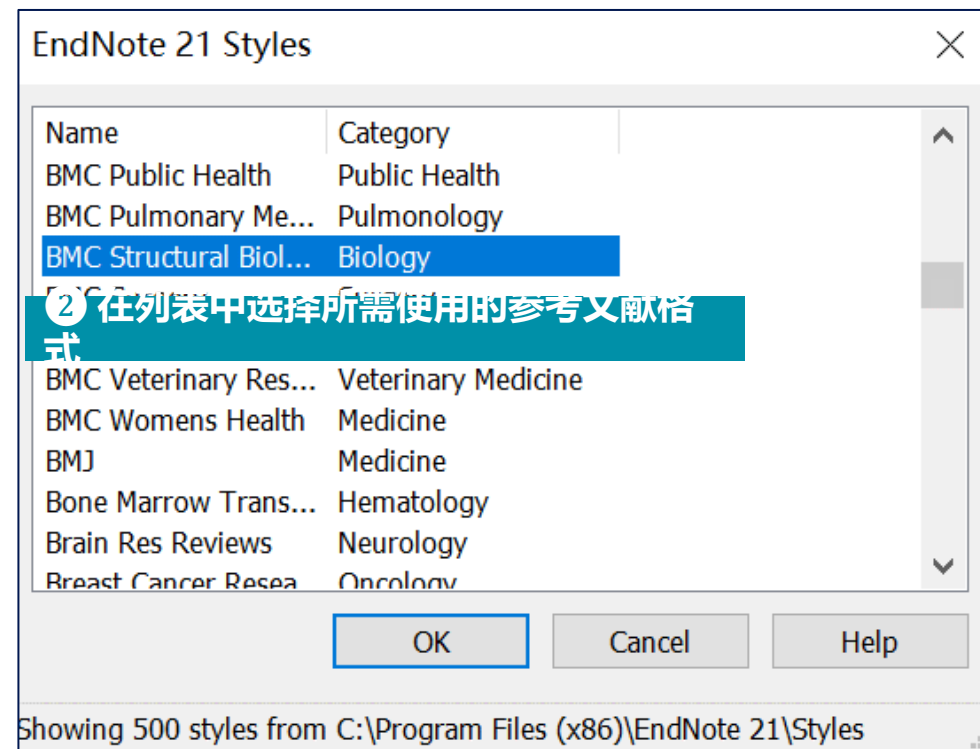 EndNote 21 Styles
Name Category
BMC Public Health Public Health
BMC Pulmonary Me... Pulmonology
BMC Structural Biol... Biology
❷ 在列表中选择所需使用的参考文献格
式
BMC Veterinary Res... Veterinary Medicine
BMC Womens Health Medicine
BMJ Medicine
Bone Marrow Trans... Hematology
Brain Res Reviews Neurology
Breast Cancer Resea Oncology
OK Cancel Help
Showing 500 styles from C:\Program Files (x86)\EndNote 21\Styles